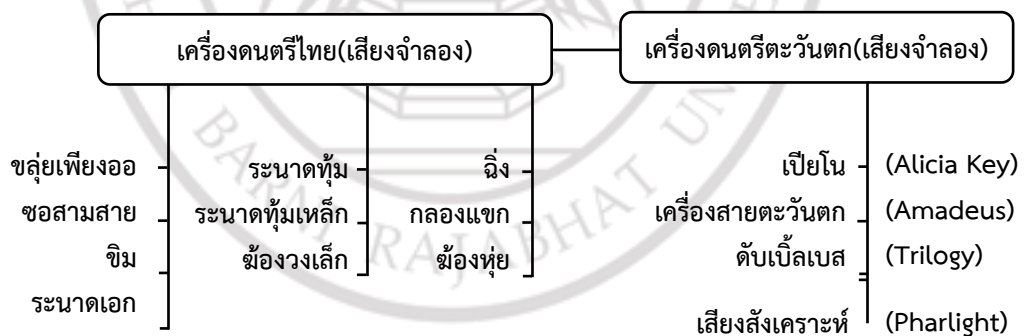 เครื่องดนตรีไทย(เสียงจำลอง) เครื่องดนตรีตะวันตก(เสียงจำลอง)
ขลุ่ยเพียงออ ระนาดทุ้ม ฉิ่ง เปียโน (Alicia Key)
ซอสามสาย ระนาดทุ้มเหล็ก กลองแขก เครื่องสายตะวันตก (Amadeus)
ขิม ฆ้องวงเล็ก ฆ้องหุ่ย ดับเบิ้ลเบส (Trilogy)
ระนาดเอก
เสียงสังเคราะห์ (Pharlight)
RAJABHAT